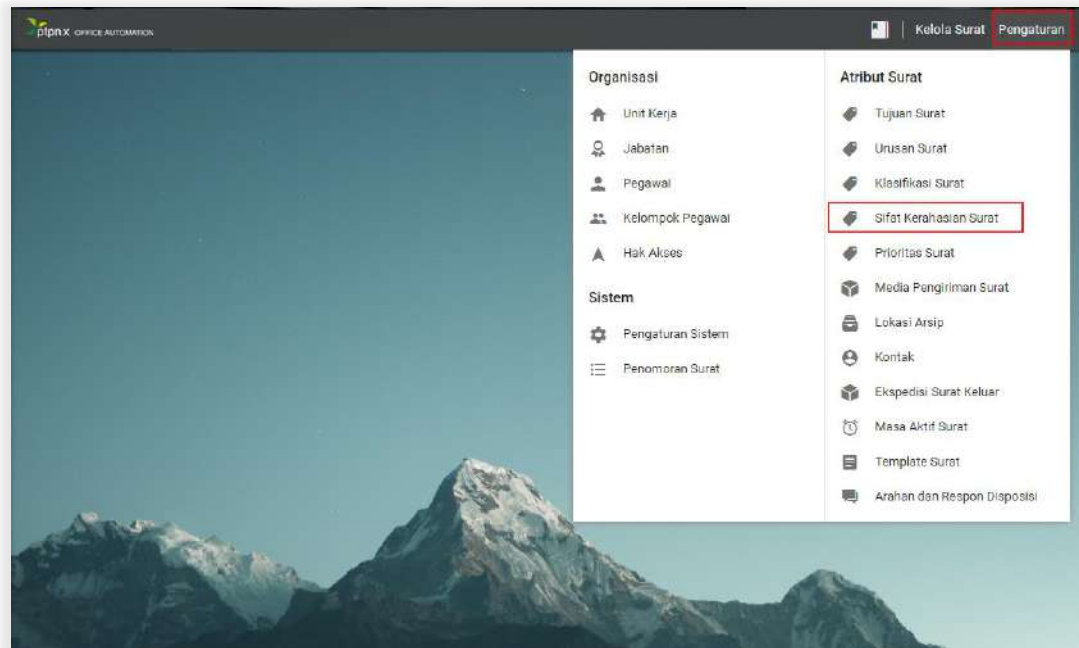 ptpnx OFFICE AUTOMATION
Kelola Surat
Pengaturan
Organisasi
Unit Kerja
Jabatan
Pegawai
Kelompok Pegawai
Hak Akses
Sistem
Pengaturan Sistem
Penomoran Surat
Atribut Surat
Tujuan Surat
Urusan Surat
Klasifikasi Surat
Sifat Kerahasian Surat
Prioritas Surat
Media Pengiriman Surat
Lokasi Arsip
Kontak
Ekspedisi Surat Keluar
Masa Aktif Surat
Template Surat
Arahan dan Respon Disposisi